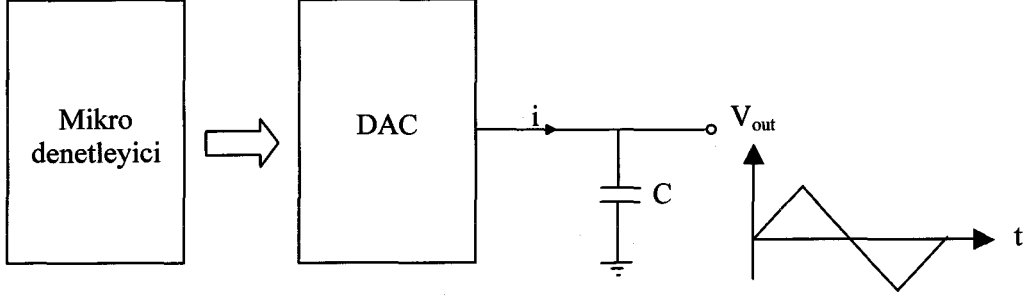 Mikro
denetleyici
DAC
i
V_out
C
t